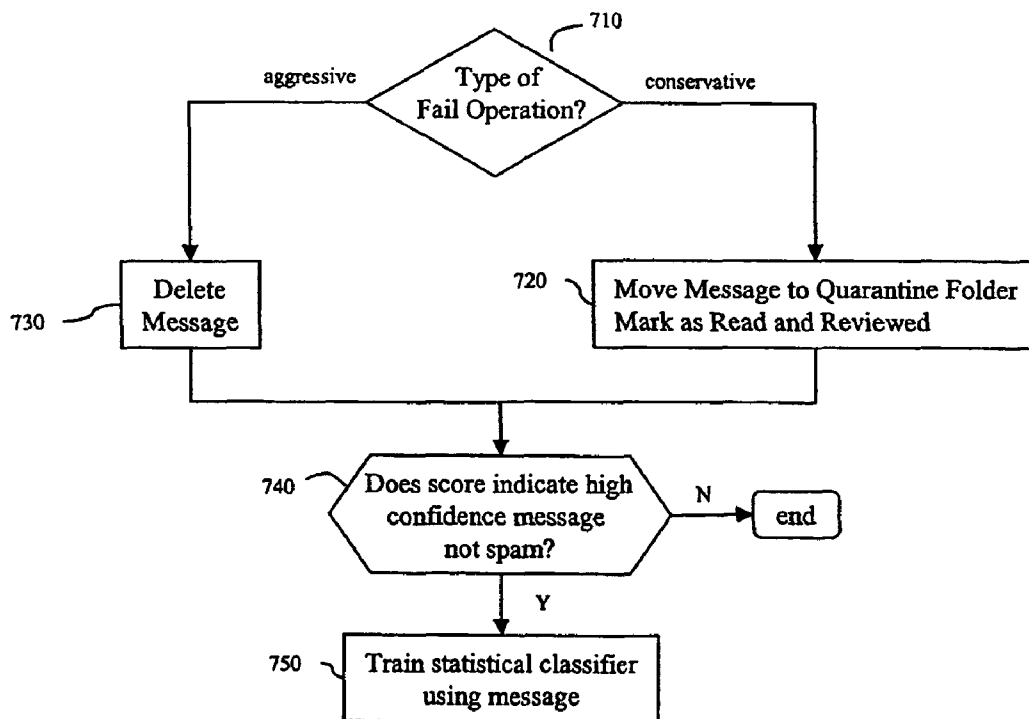 710
Type of
Fail Operation?
aggressive
conservative
730
Delete
Message
720
Move Message to Quarantine Folder
Mark as Read and Reviewed
740
Does score indicate high
confidence message
not spam?
N
end
Y
750
Train statistical classifier
using message